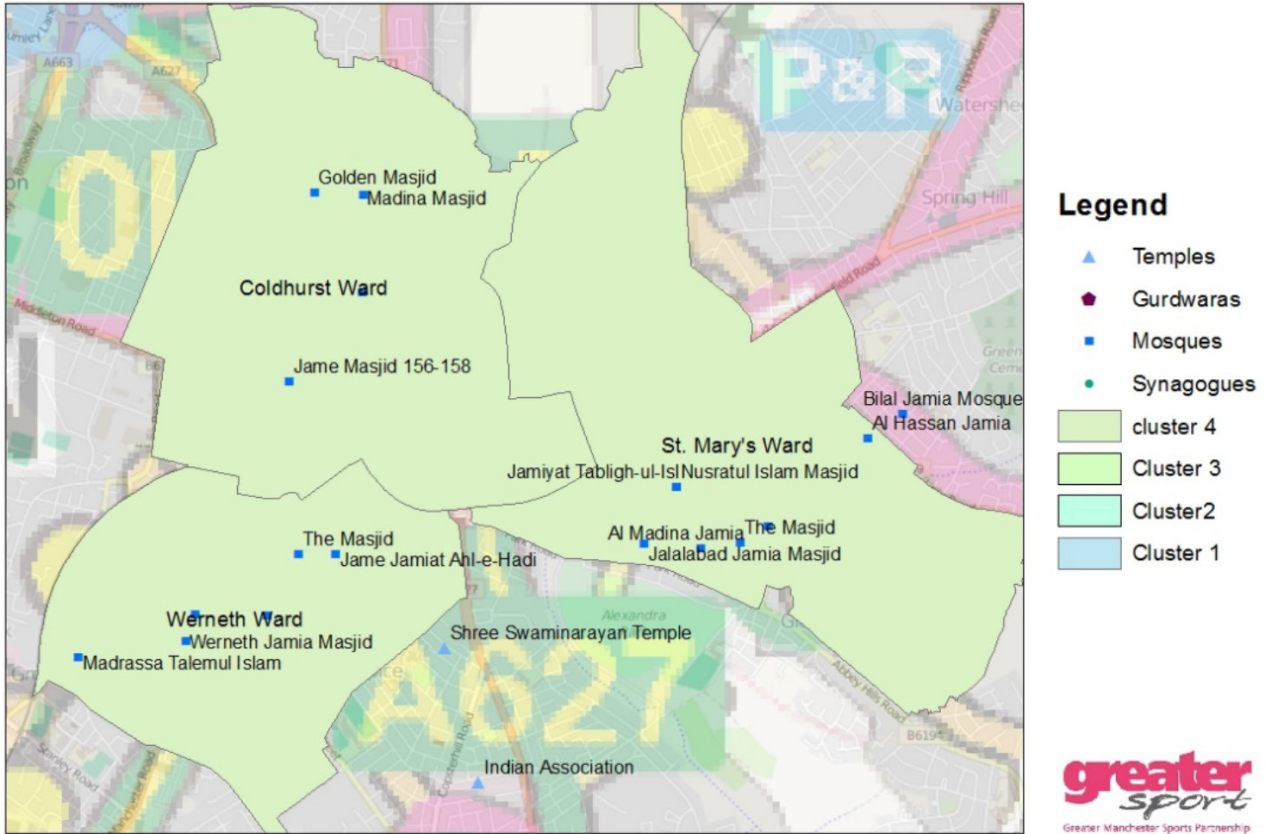 A663
A627
Broadway
P&R
Ripponden Road
Spring Hill
Golden Masjid
Madina Masjid
Coldhurst Ward
Middleton Road
Jame Masjid 156-158
Bilal Jamia Mosque
Al Hassan Jamia
St. Mary's Ward
Jamiyat Tabligh-ul-Isl
Nusratul Islam Masjid
The Masjid
Al Madina Jamia
Jalalabad Jamia Masjid
The Masjid
Jame Jamiat Ahl-e-Hadi
Werneth Ward
Werneth Jamia Masjid
Madrassa Talemul Islam
Alexandra
Shree Swaminarayan Temple
A627
Abbey Hills Road
Indian Association
Legend
Temples
Gurdwaras
Mosques
Synagogues
cluster 4
Cluster 3
Cluster2
Cluster 1
greater
sport
Greater Manchester Sports Partnership